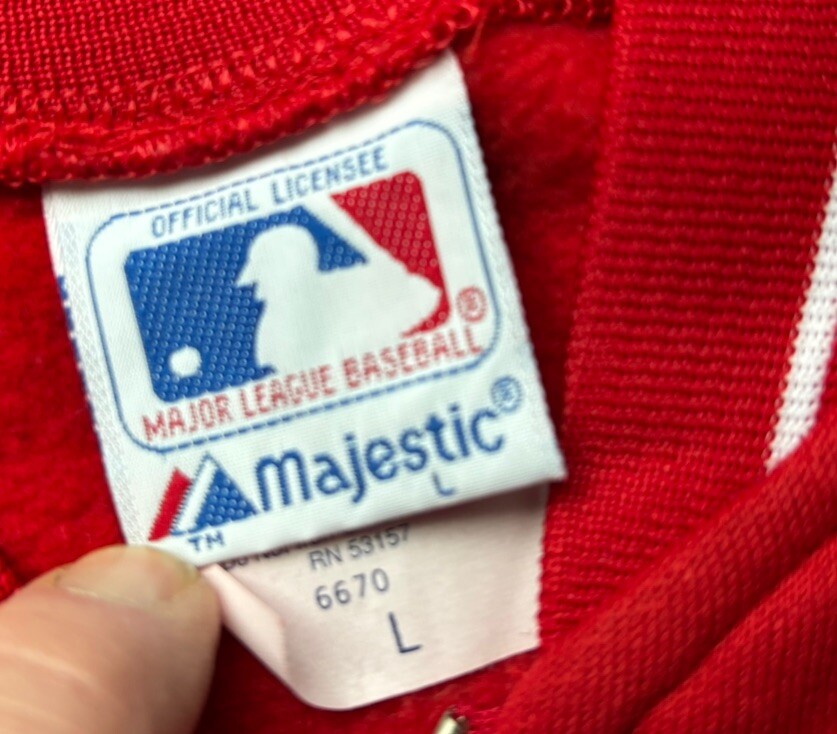 OFFICIAL LICENSEE
®
MAJOR LEAGUE BASEBALL
Majestic®
L
TM
RN 53157
6670
L